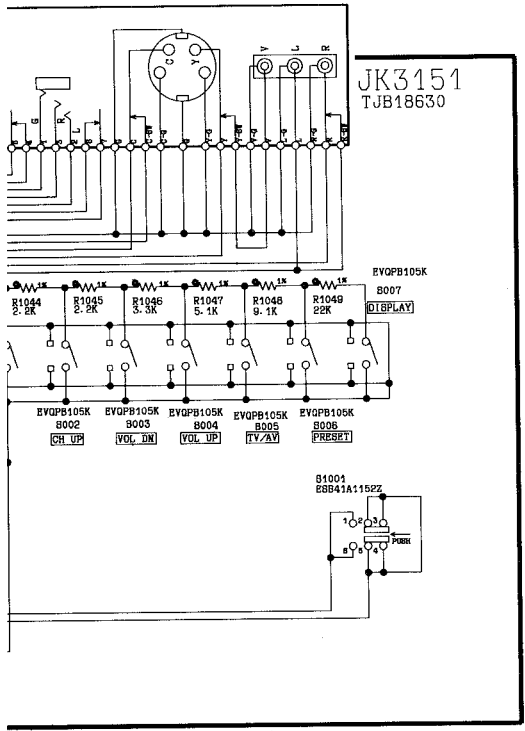 C Y
V L R
JK3151
TJB18630
G
R
L
1% 1% 1% 1% 1% 1%
R1044 R1045 R1046 R1047 R1048 R1049
2.2K 2.2K 3.3K 5.1K 9.1K 22K
EVQPB105K
B007
DISPLAY
EVQPB105K EVQPB105K EVQPB105K EVQPB105K EVQPB105K
B002 B003 B004 B005 B006
CH UP VOL DN VOL UP TV/AV PRESET
B1001
ESB41A1152Z
1 2 3
PUSH
6 5 4